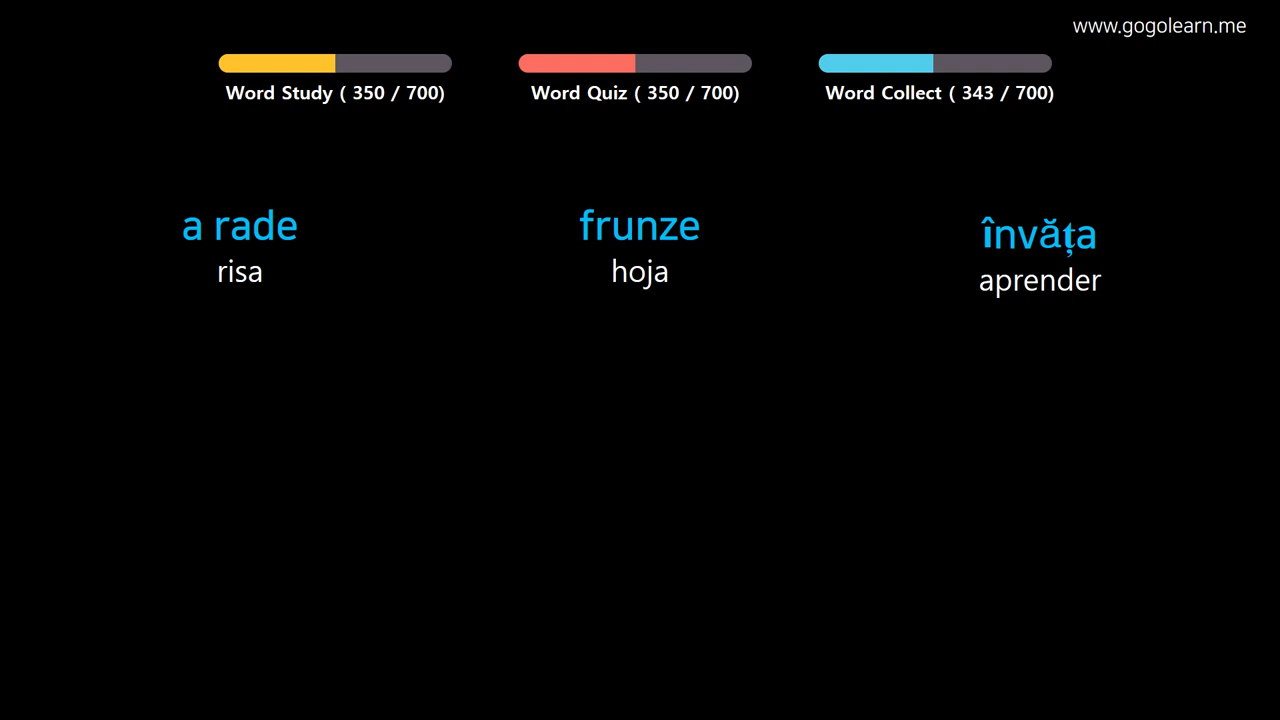 www.gogolearn.me
Word Study ( 350 / 700)
Word Quiz ( 350 / 700)
Word Collect ( 343 / 700)
a rade
risa
frunze
hoja
învăța
aprender